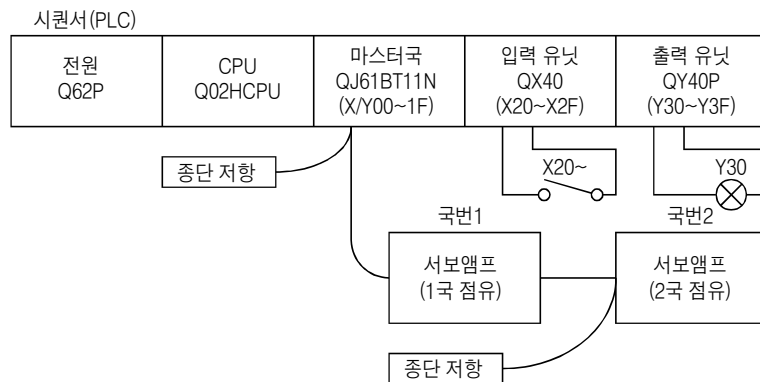 시퀀서(PLC)
전원
Q62P
CPU
Q02HCPU
마스터국
QJ61BT11N
(X/Y00~1F)
입력 유닛
QX40
(X20~X2F)
출력 유닛
QY40P
(Y30~Y3F)
종단 저항
X20~
Y30
국번1
국번2
서보앰프
(1국 점유)
서보앰프
(2국 점유)
종단 저항